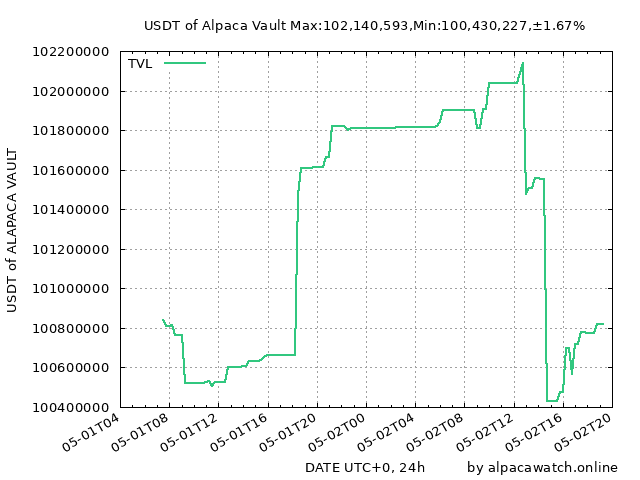 USDT of Alpaca Vault Max:102,140,593,Min:100,430,227,±1.67%
TVL
102200000
102000000
101800000
101600000
101400000
101200000
101000000
100800000
100600000
100400000
USDT of ALAPACA VAULT
05-01T04
05-01T08
05-01T12
05-01T16
05-01T20
05-02T00
05-02T04
05-02T08
05-02T12
05-02T16
05-02T20
DATE UTC+0, 24h
by alpacawatch.online